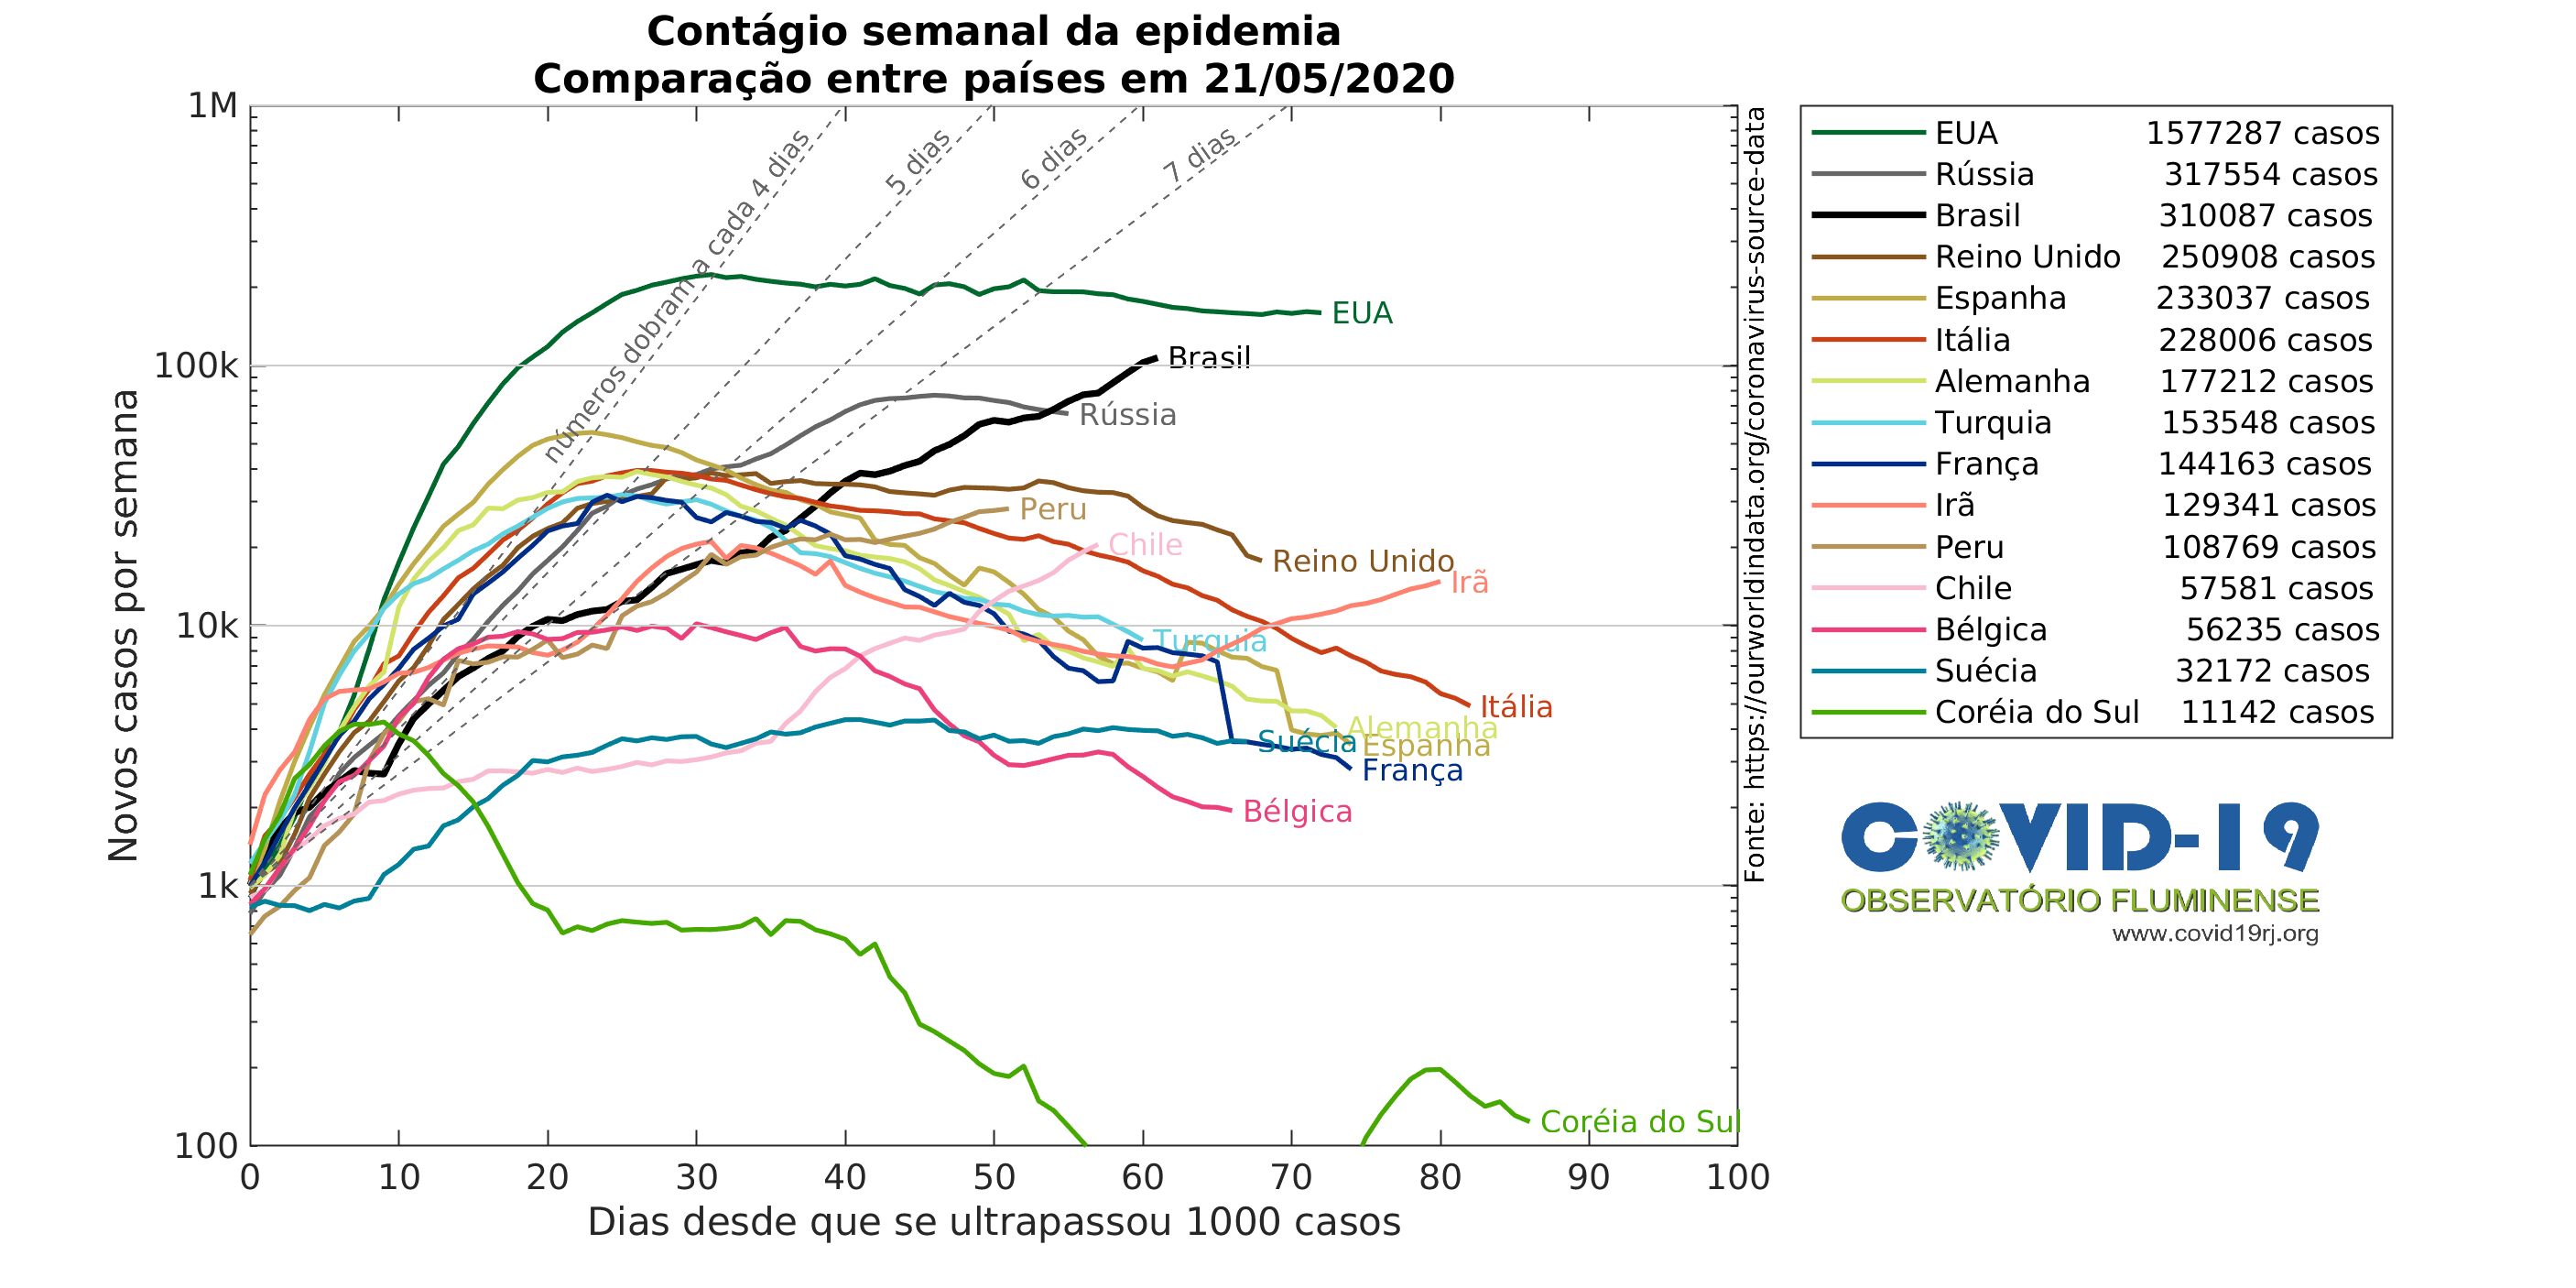 Contágio semanal da epidemia
Comparação entre países em 21/05/2020
Novos casos por semana
1M
100k
10k
1k
100
0 10 20 30 40 50 60 70 80 90 100
Dias desde que se ultrapassou 1000 casos
números dobram a cada 4 dias
5 dias
6 dias
7 dias
EUA
Brasil
Rússia
Peru
Chile
Reino Unido
Irã
Turquia
Itália
Alemanha
Suécia
Espanha
França
Bélgica
Coréia do Sul
Fonte: https://ourworldindata.org/coronavirus-source-data
EUA 1577287 casos
Rússia 317554 casos
Brasil 310087 casos
Reino Unido 250908 casos
Espanha 233037 casos
Itália 228006 casos
Alemanha 177212 casos
Turquia 153548 casos
França 144163 casos
Irã 129341 casos
Peru 108769 casos
Chile 57581 casos
Bélgica 56235 casos
Suécia 32172 casos
Coréia do Sul 11142 casos
COVID-19
OBSERVATÓRIO FLUMINENSE
www.covid19rj.org